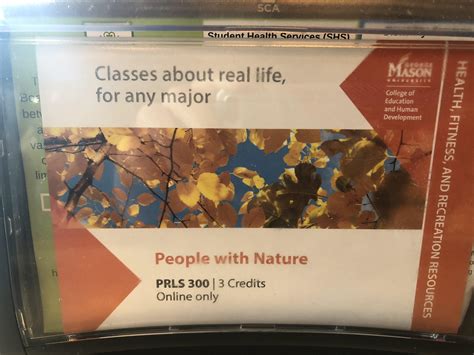 SCA
Student Health Services (SHS)
Classes about real life,
for any major
GEORGE
MASON
UNIVERSITY
College of
Education
and Human
Development
HEALTH, FITNESS, AND RECREATION RESOURCES
People with Nature
PRLS 300 | 3 Credits
Online only